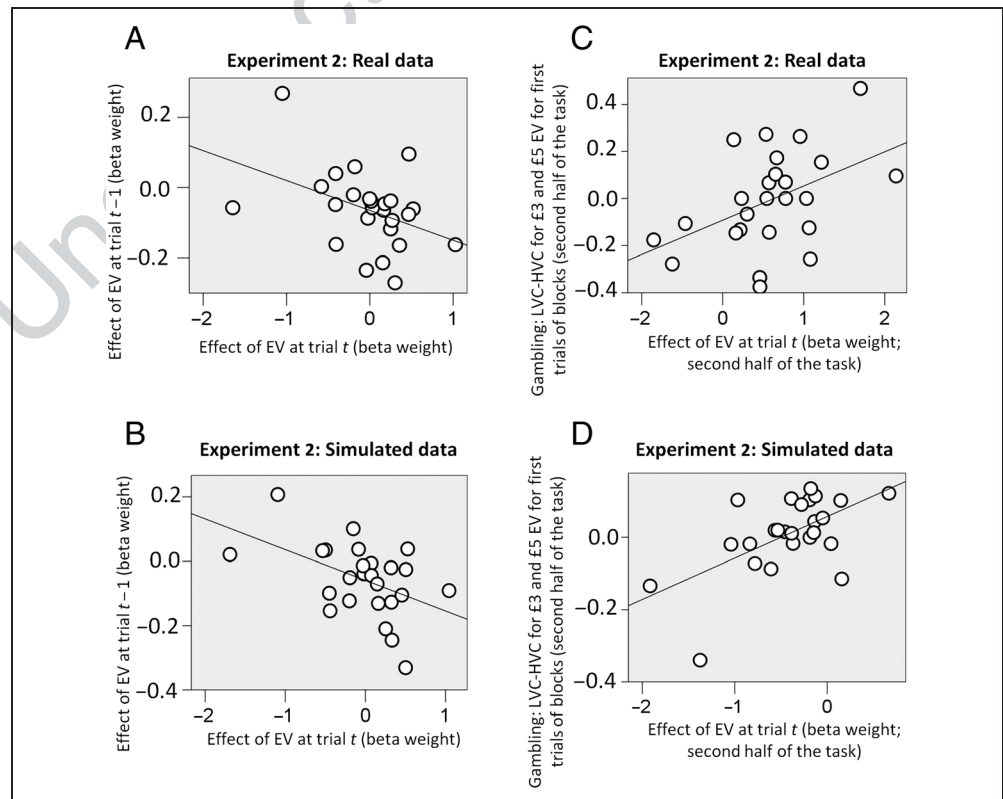 A
Experiment 2: Real data
Effect of EV at trial t−1 (beta weight)
0.2
0.0
−0.2
−2 −1 0 1
Effect of EV at trial t (beta weight)
C
Experiment 2: Real data
Gambling: LVC-HVC for £3 and £5 EV for first
trials of blocks (second half of the task)
0.4
0.2
0.0
−0.2
−0.4
−2 0 1 2
Effect of EV at trial t (beta weight;
second half of the task)
B
Experiment 2: Simulated data
Effect of EV at trial t−1 (beta weight)
0.2
0.0
−0.2
−0.4
−2 −1 0 1
Effect of EV at trial t (beta weight)
D
Experiment 2: Simulated data
Gambling: LVC-HVC for £3 and £5 EV for first
trials of blocks (second half of the task)
0.0
−0.2
−0.4
−2 −1 0
Effect of EV at trial t (beta weight;
second half of the task)